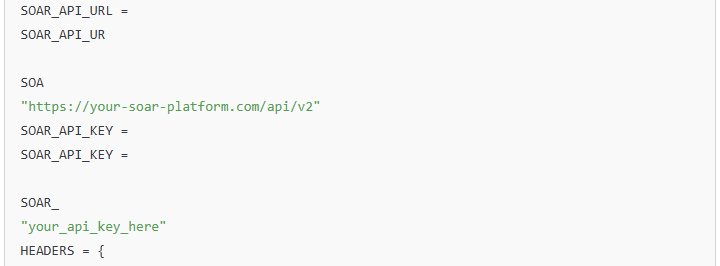 SOAR_API_URL =
SOAR_API_UR
SOA
"https://your-soar-platform.com/api/v2"
SOAR_API_KEY =
SOAR_API_KEY =
SOAR_
"your_api_key_here"
HEADERS = {